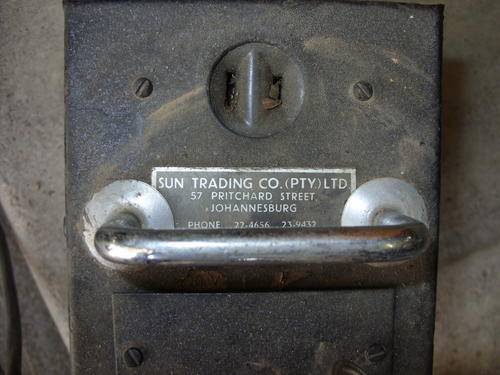 SUN TRADING CO.(PTY)LTD.
57 PRITCHARD STREET
JOHANNESBURG
PHONE 22-4656 23-9432